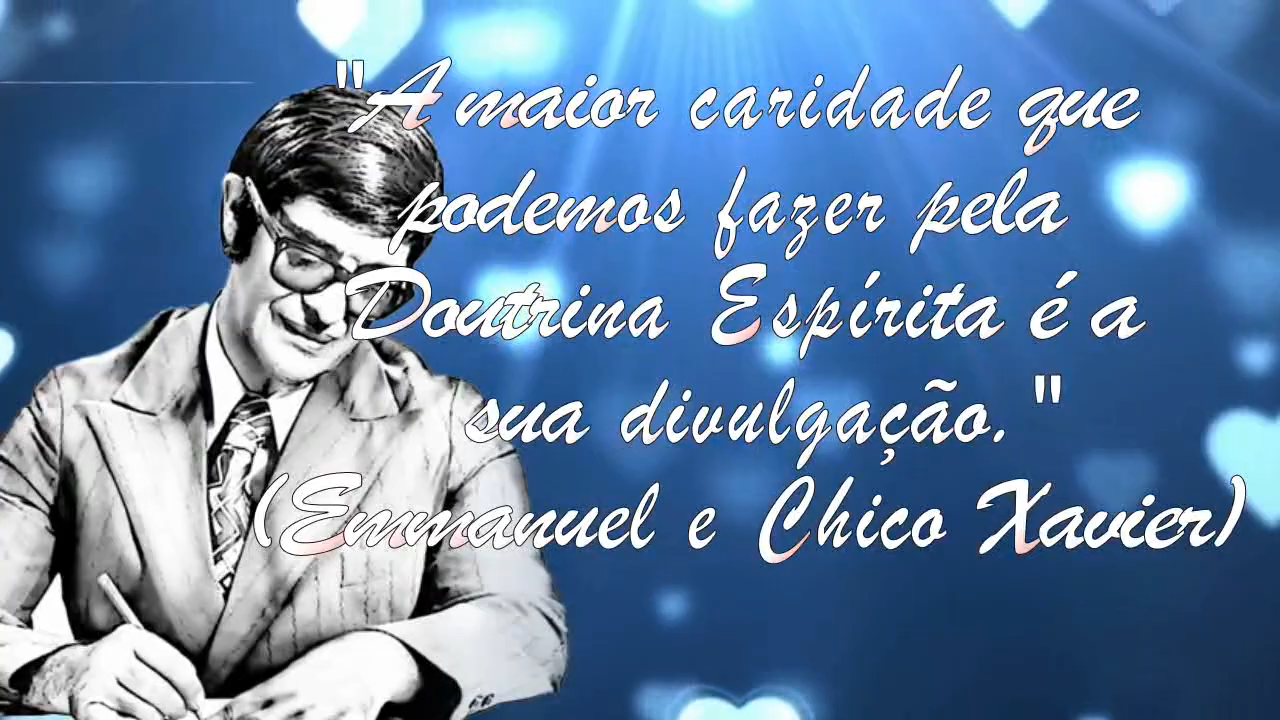 "A maior caridade que
podemos fazer pela
Doutrina Espírita é a
sua divulgação."
(Emmanuel e Chico Xavier)